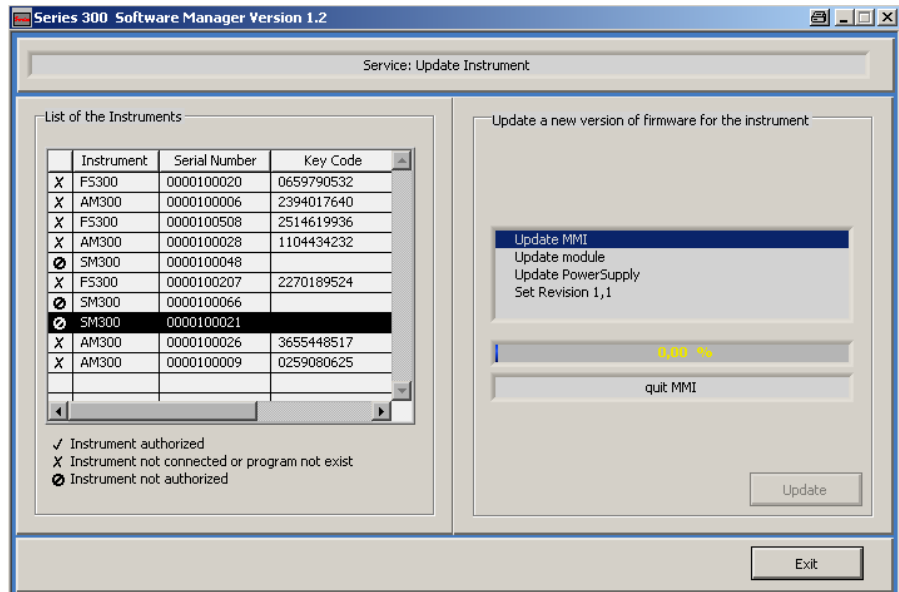 Series 300 Software Manager Version 1.2
Service: Update Instrument
List of the Instruments
Instrument Serial Number Key Code
X FS300 0000100020 0659790532
X AM300 0000100006 2394017640
X FS300 0000100508 2514619936
X AM300 0000100028 1104434232
SM300 0000100048
X FS300 0000100207 2270189524
SM300 0000100066
SM300 0000100021
X AM300 0000100026 3655448517
X AM300 0000100009 0259080625
✓ Instrument authorized
X Instrument not connected or program not exist
Instrument not authorized
Update a new version of firmware for the instrument
Update MMI
Update module
Update PowerSupply
Set Revision 1,1
0,00 %
quit MMI
Update
Exit